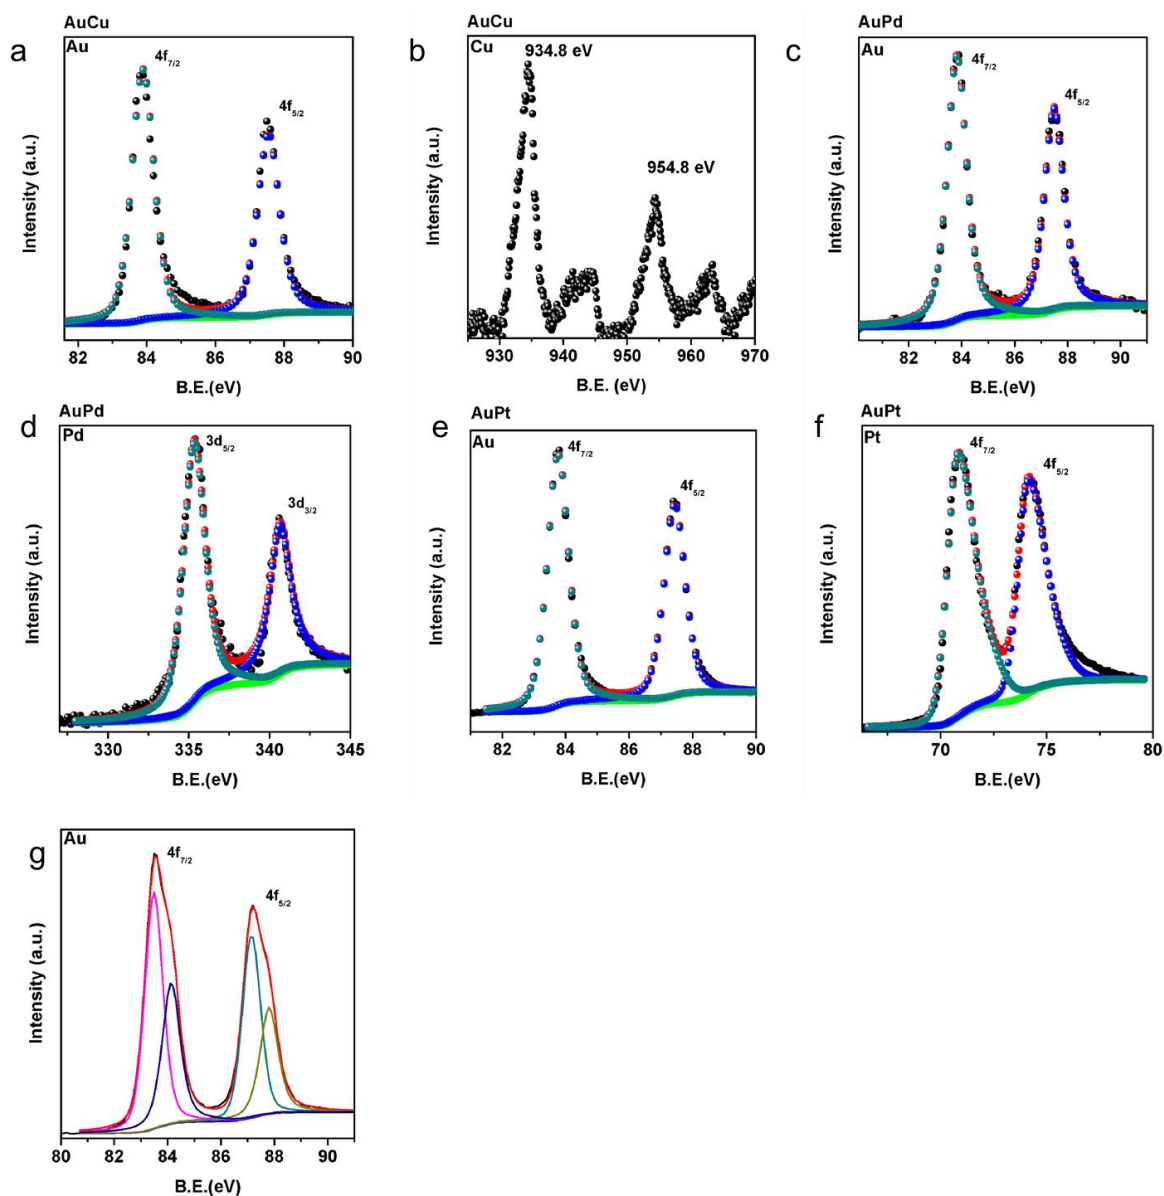 AuCu
a
Au
4f7/2
4f5/2
Intensity (a.u.)
82 84 86 88 90
B.E.(eV)
AuCu
b
Cu
934.8 eV
954.8 eV
Intensity (a.u.)
930 940 950 960 970
B.E. (eV)
AuPd
c
Au
4f7/2
4f5/2
Intensity (a.u.)
82 84 86 88 90
B.E.(eV)
AuPd
d
Pd
3d5/2
3d3/2
Intensity (a.u.)
330 335 340 345
B.E.(eV)
AuPt
e
Au
4f7/2
4f5/2
Intensity (a.u.)
82 84 86 88 90
B.E.(eV)
AuPt
f
Pt
4f7/2
4f5/2
Intensity (a.u.)
70 75 80
B.E.(eV)
g
Au
4f7/2
4f5/2
Intensity (a.u.)
80 82 84 86 88 90
B.E.(eV)